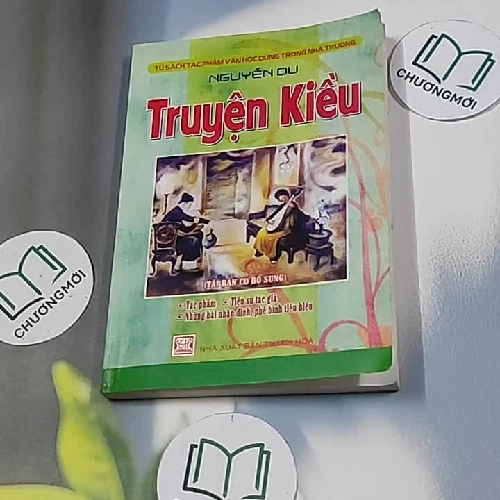 TỦ SÁCH TÁC PHẨM VĂN HỌC DÙNG TRONG NHÀ TRƯỜNG
NGUYỄN DU
Truyện Kiều
(TÁI BẢN CÓ BỔ SUNG)
• Tác phẩm • Tiểu sử tác giả
• Những bài nhận định, phê bình tiêu biểu
NHÀ XUẤT BẢN THANH HÓA
CHƯƠNGMỚI
CHƯƠNGMỚI